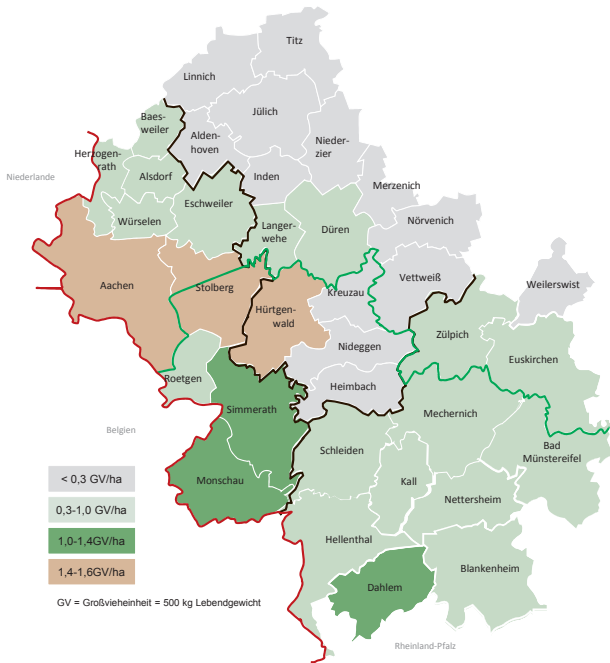 Titz
Linnich
Jülich
Baes-
weiler
Alden-
hoven
Nieder-
zier
Herzogen-
rath
Niederlande
Alsdorf
Inden
Merzenich
Eschweiler
Würselen
Langer-
wehe
Düren
Nörvenich
Aachen
Stolberg
Kreuzau
Vettweiß
Weilerswist
Hürtgen-
wald
Zülpich
Nideggen
Euskirchen
Roetgen
Heimbach
Simmerath
Mechernich
Belgien
Schleiden
Bad
Münstereifel
Monschau
Kall
Nettersheim
Hellenthal
Blankenheim
Dahlem
Rheinland-Pfalz
< 0,3 GV/ha
0,3-1,0 GV/ha
1,0-1,4GV/ha
1,4-1,6GV/ha
GV = Großvieheinheit = 500 kg Lebendgewicht